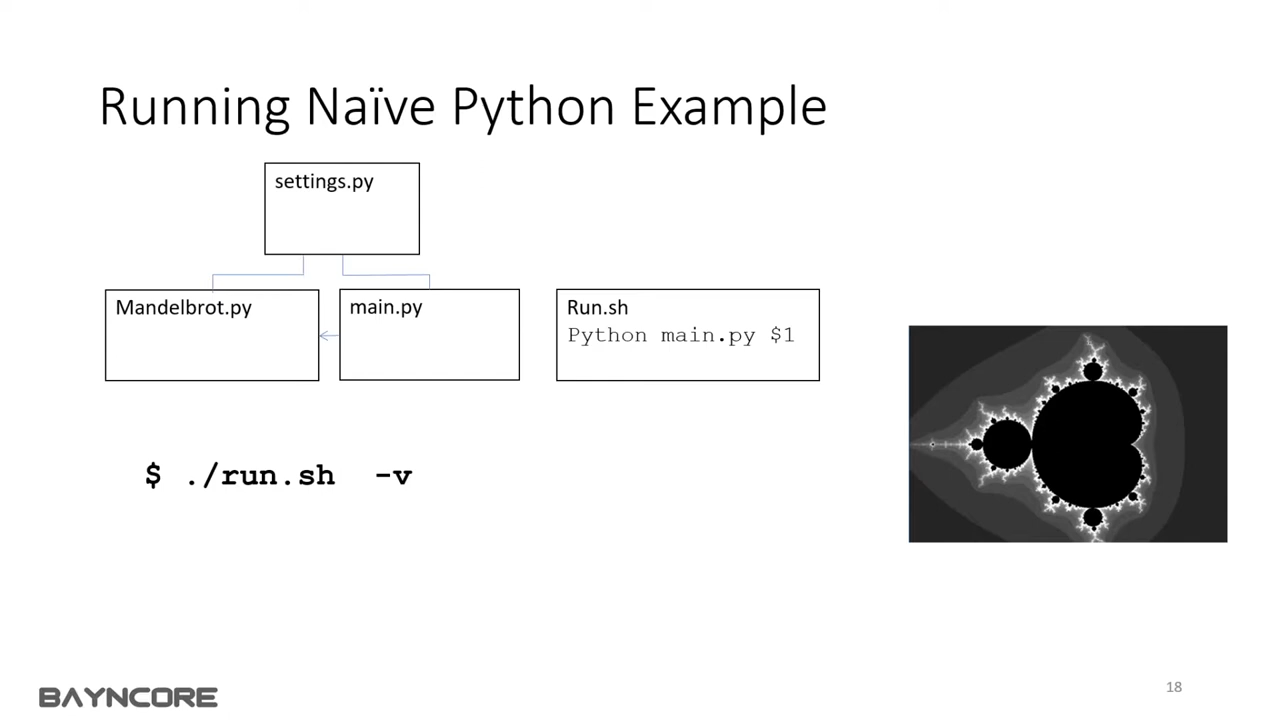 Running Naïve Python Example
settings.py
Mandelbrot.py
main.py
Run.sh
Python main.py $1
$ ./run.sh  -v
BAYNCORE
18